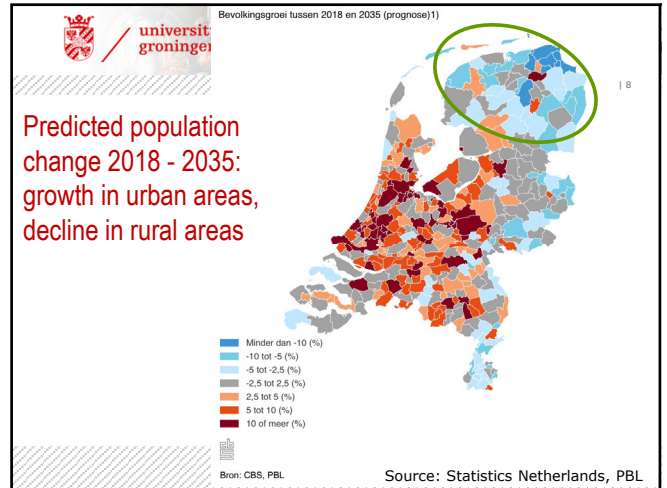 Bevolkingsgroei tussen 2018 en 2035 (prognose)1)
universit
groningen
| 8
Predicted population
change 2018 - 2035:
growth in urban areas,
decline in rural areas
Minder dan -10 (%)
-10 tot -5 (%)
-5 tot -2,5 (%)
-2,5 tot 2,5 (%)
2,5 tot 5 (%)
5 tot 10 (%)
10 of meer (%)
Bron: CBS, PBL
Source: Statistics Netherlands, PBL